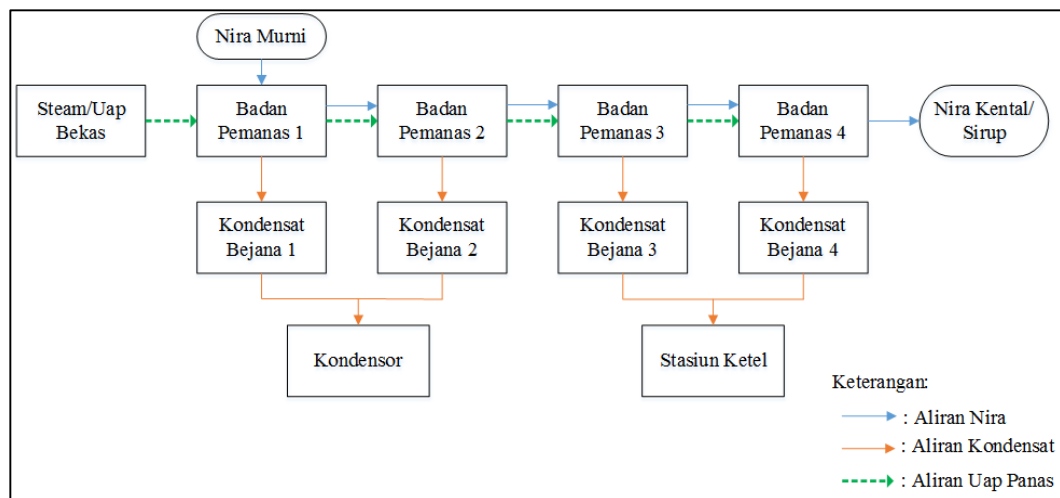 Nira Murni
Steam/Uap
Bekas
Badan
Pemanas 1
Badan
Pemanas 2
Badan
Pemanas 3
Badan
Pemanas 4
Nira Kental/
Sirup
Kondensat
Bejana 1
Kondensat
Bejana 2
Kondensat
Bejana 3
Kondensat
Bejana 4
Kondensor
Stasiun Ketel
Keterangan:
: Aliran Nira
: Aliran Kondensat
: Aliran Uap Panas